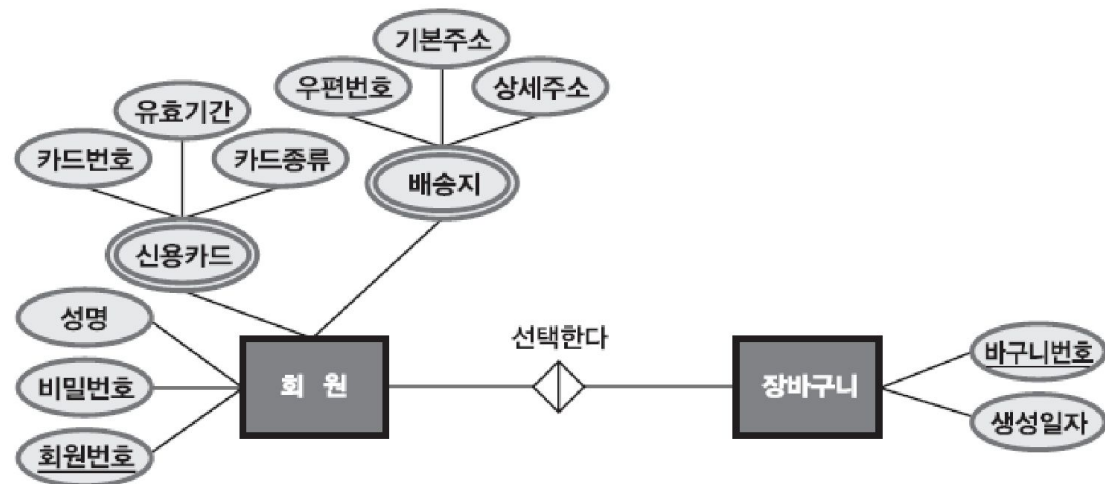 기본주소
우편번호
상세주소
유효기간
카드번호
카드종류
배송지
신용카드
성명
비밀번호
회원번호
회 원
선택한다
장바구니
바구니번호
생성일자